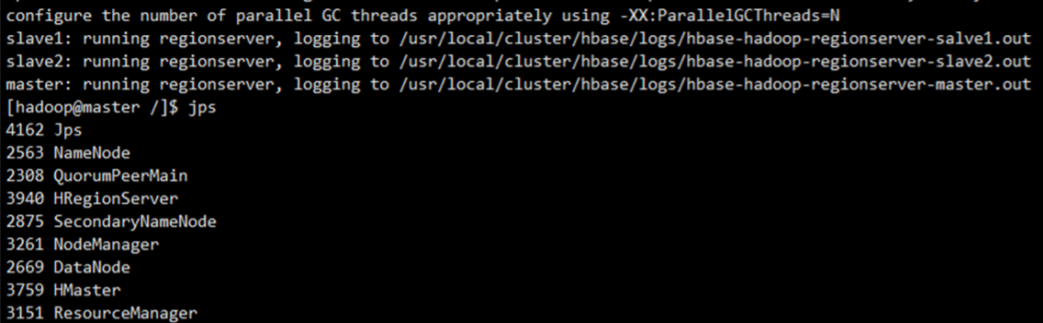 configure the number of parallel GC threads appropriately using -XX:ParallelGCThreads=N
slave1: running regionserver, logging to /usr/local/cluster/hbase/logs/hbase-hadoop-regionserver-salve1.out
slave2: running regionserver, logging to /usr/local/cluster/hbase/logs/hbase-hadoop-regionserver-slave2.out
master: running regionserver, logging to /usr/local/cluster/hbase/logs/hbase-hadoop-regionserver-master.out
[hadoop@master /]$ jps
4162 Jps
2563 NameNode
2308 QuorumPeerMain
3940 HRegionServer
2875 SecondaryNameNode
3261 NodeManager
2669 DataNode
3759 HMaster
3151 ResourceManager